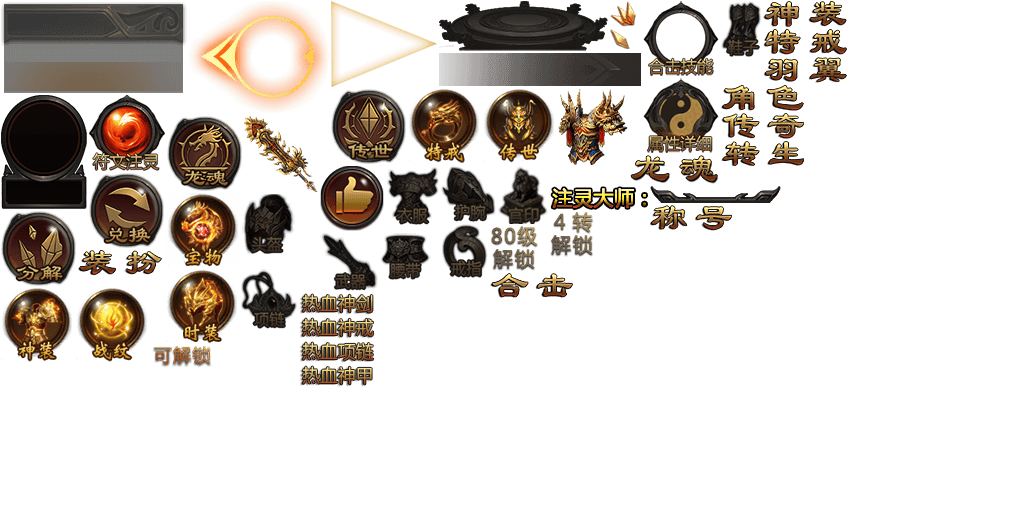 神装
特戒
羽翼
鞋子
合击技能
角色
传奇
转生
符文注灵
龙魂
传世
特戒
传世
属性详细
龙魂
兑换
衣服
护腕
官印
注灵大师：
称号
4转
解锁
80级
解锁
头盔
宝物
分解
装扮
武器
腰带
戒指
合击
热血神剑
热血神戒
热血项链
热血神甲
项链
时装
神装
战纹
可解锁